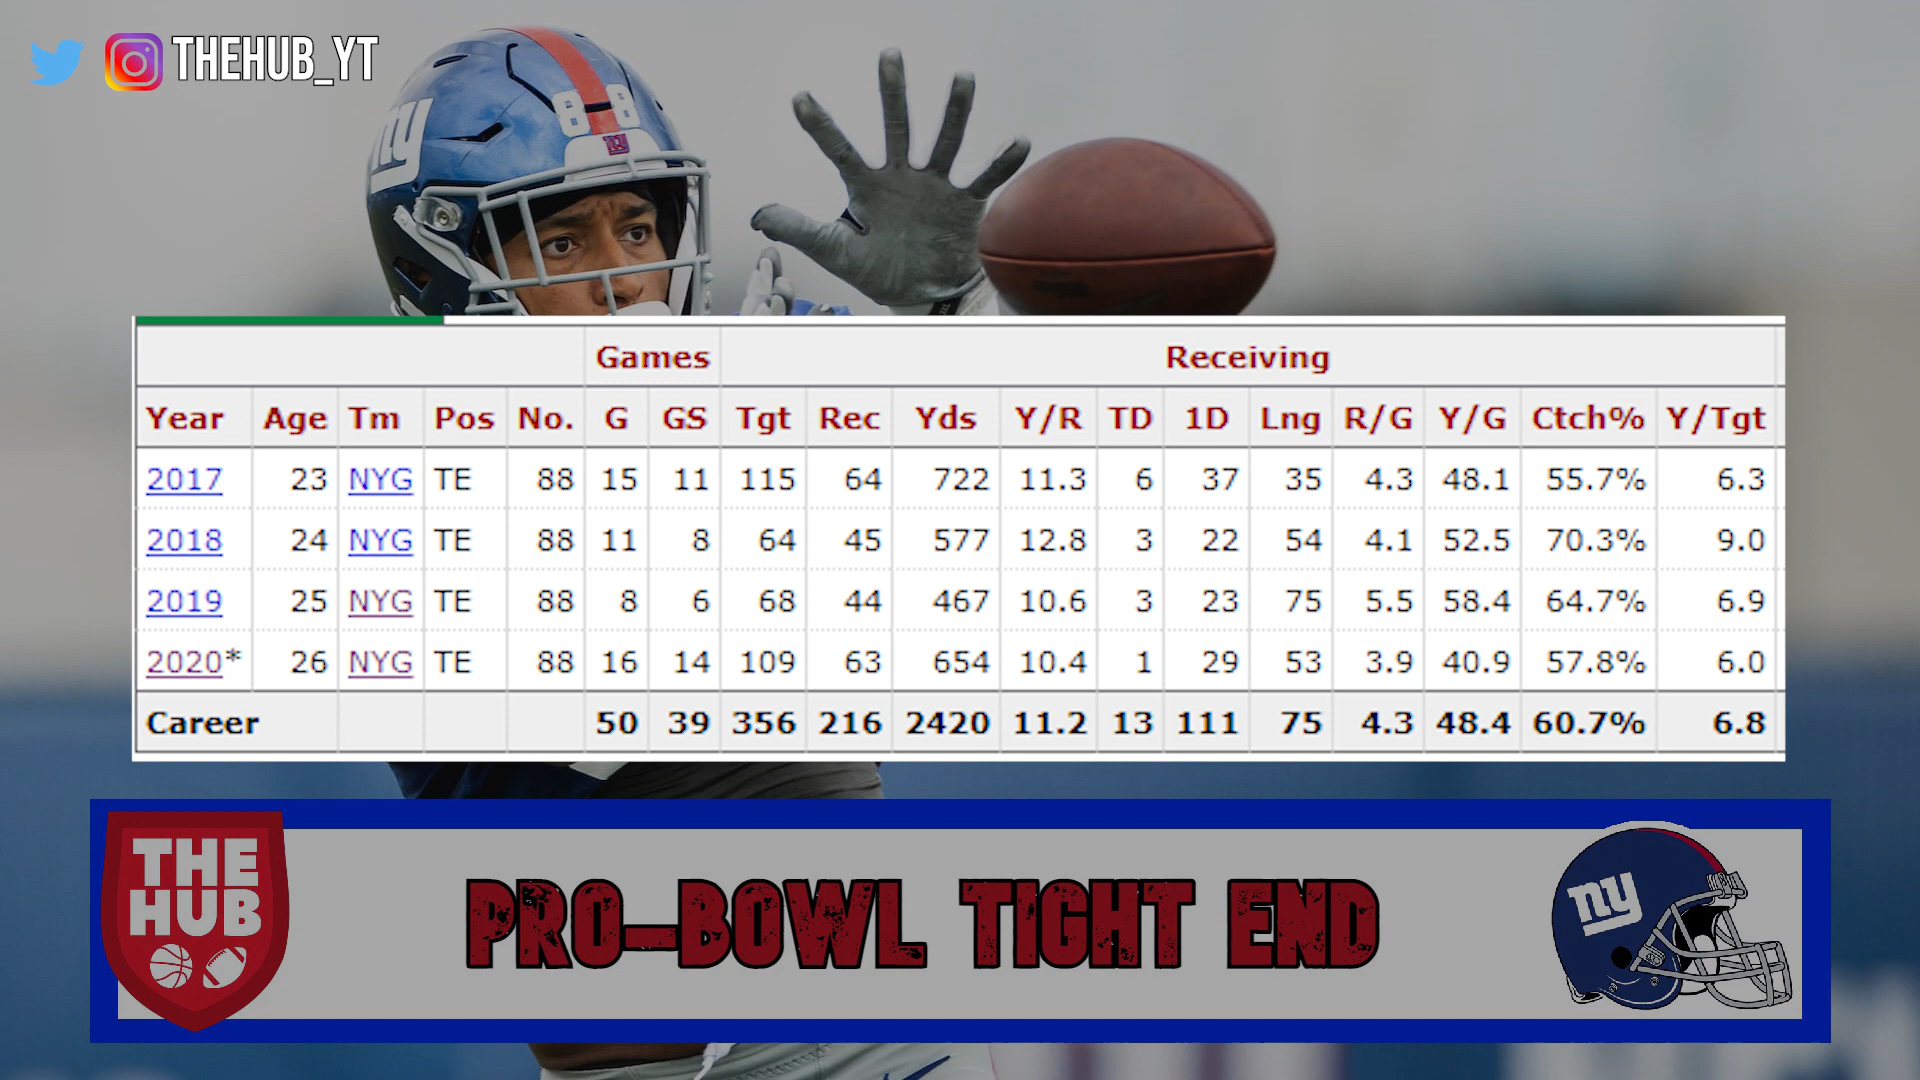 THEHUB_YT
ny
88
ny
Games Receiving
Year Age Tm Pos No. G GS Tgt Rec Yds Y/R TD 1D Lng R/G Y/G Ctch% Y/Tgt
2017 23 NYG TE 88 15 11 115 64 722 11.3 6 37 35 4.3 48.1 55.7% 6.3
2018 24 NYG TE 88 11 8 64 45 577 12.8 3 22 54 4.1 52.5 70.3% 9.0
2019 25 NYG TE 88 8 6 68 44 467 10.6 3 23 75 5.5 58.4 64.7% 6.9
2020* 26 NYG TE 88 16 14 109 63 654 10.4 1 29 53 3.9 40.9 57.8% 6.0
Career 50 39 356 216 2420 11.2 13 111 75 4.3 48.4 60.7% 6.8
THE
HUB
PRO-BOWL TIGHT END
ny